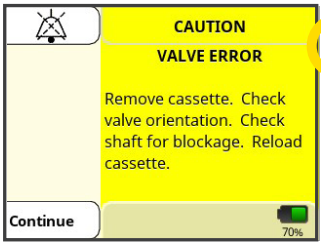 CAUTION
VALVE ERROR
Remove cassette. Check
valve orientation. Check
shaft for blockage. Reload
cassette.
Continue
70%